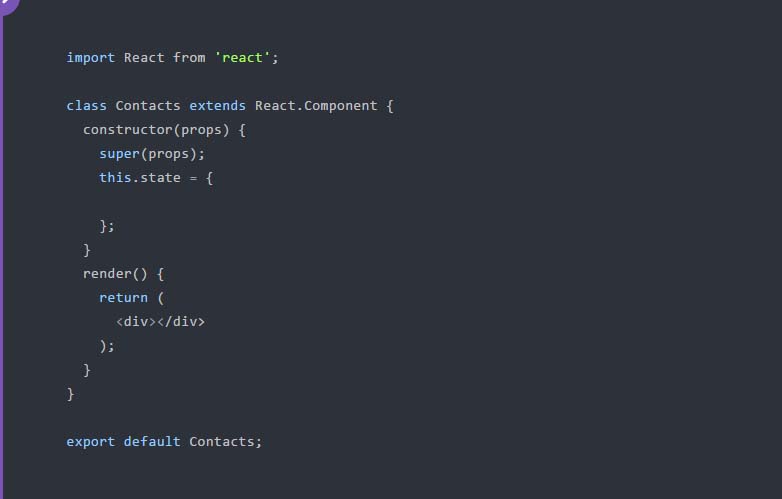 import React from 'react';
class Contacts extends React.Component {
constructor(props) {
super(props);
this.state = {
};
}
render() {
return (
<div></div>
);
}
}
export default Contacts;